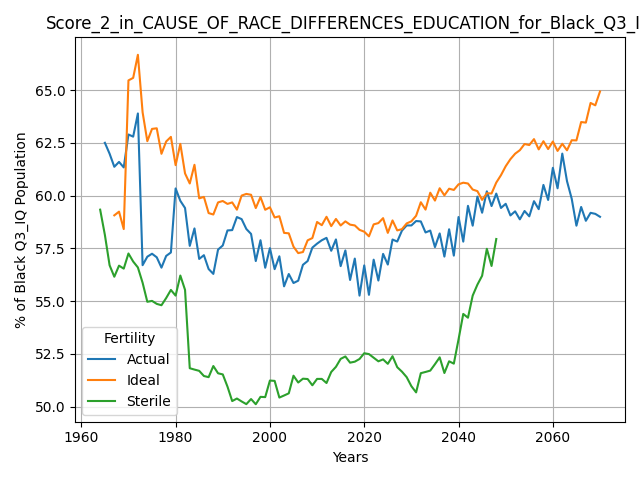 Score_2_in_CAUSE_OF_RACE_DIFFERENCES_EDUCATION_for_Black_Q3_I
65.0
62.5
60.0
57.5
55.0
52.5
50.0
% of Black Q3_IQ Population
Fertility
Actual
Ideal
Sterile
1960
1980
2000
2020
2040
2060
Years